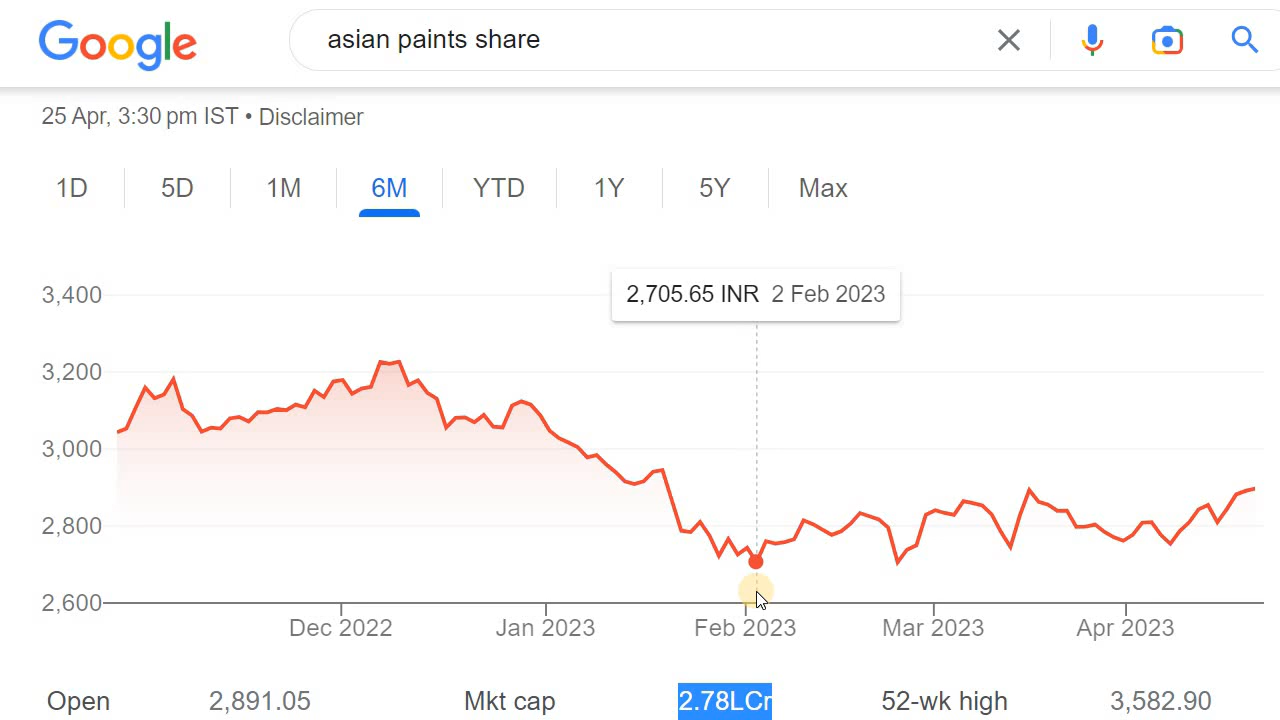 Google asian paints share
25 Apr, 3:30 pm IST • Disclaimer
1D 5D 1M 6M YTD 1Y 5Y Max
2,705.65 INR 2 Feb 2023
3,400
3,200
3,000
2,800
2,600
Dec 2022 Jan 2023 Feb 2023 Mar 2023 Apr 2023
Open 2,891.05 Mkt cap 2.78LCr 52-wk high 3,582.90